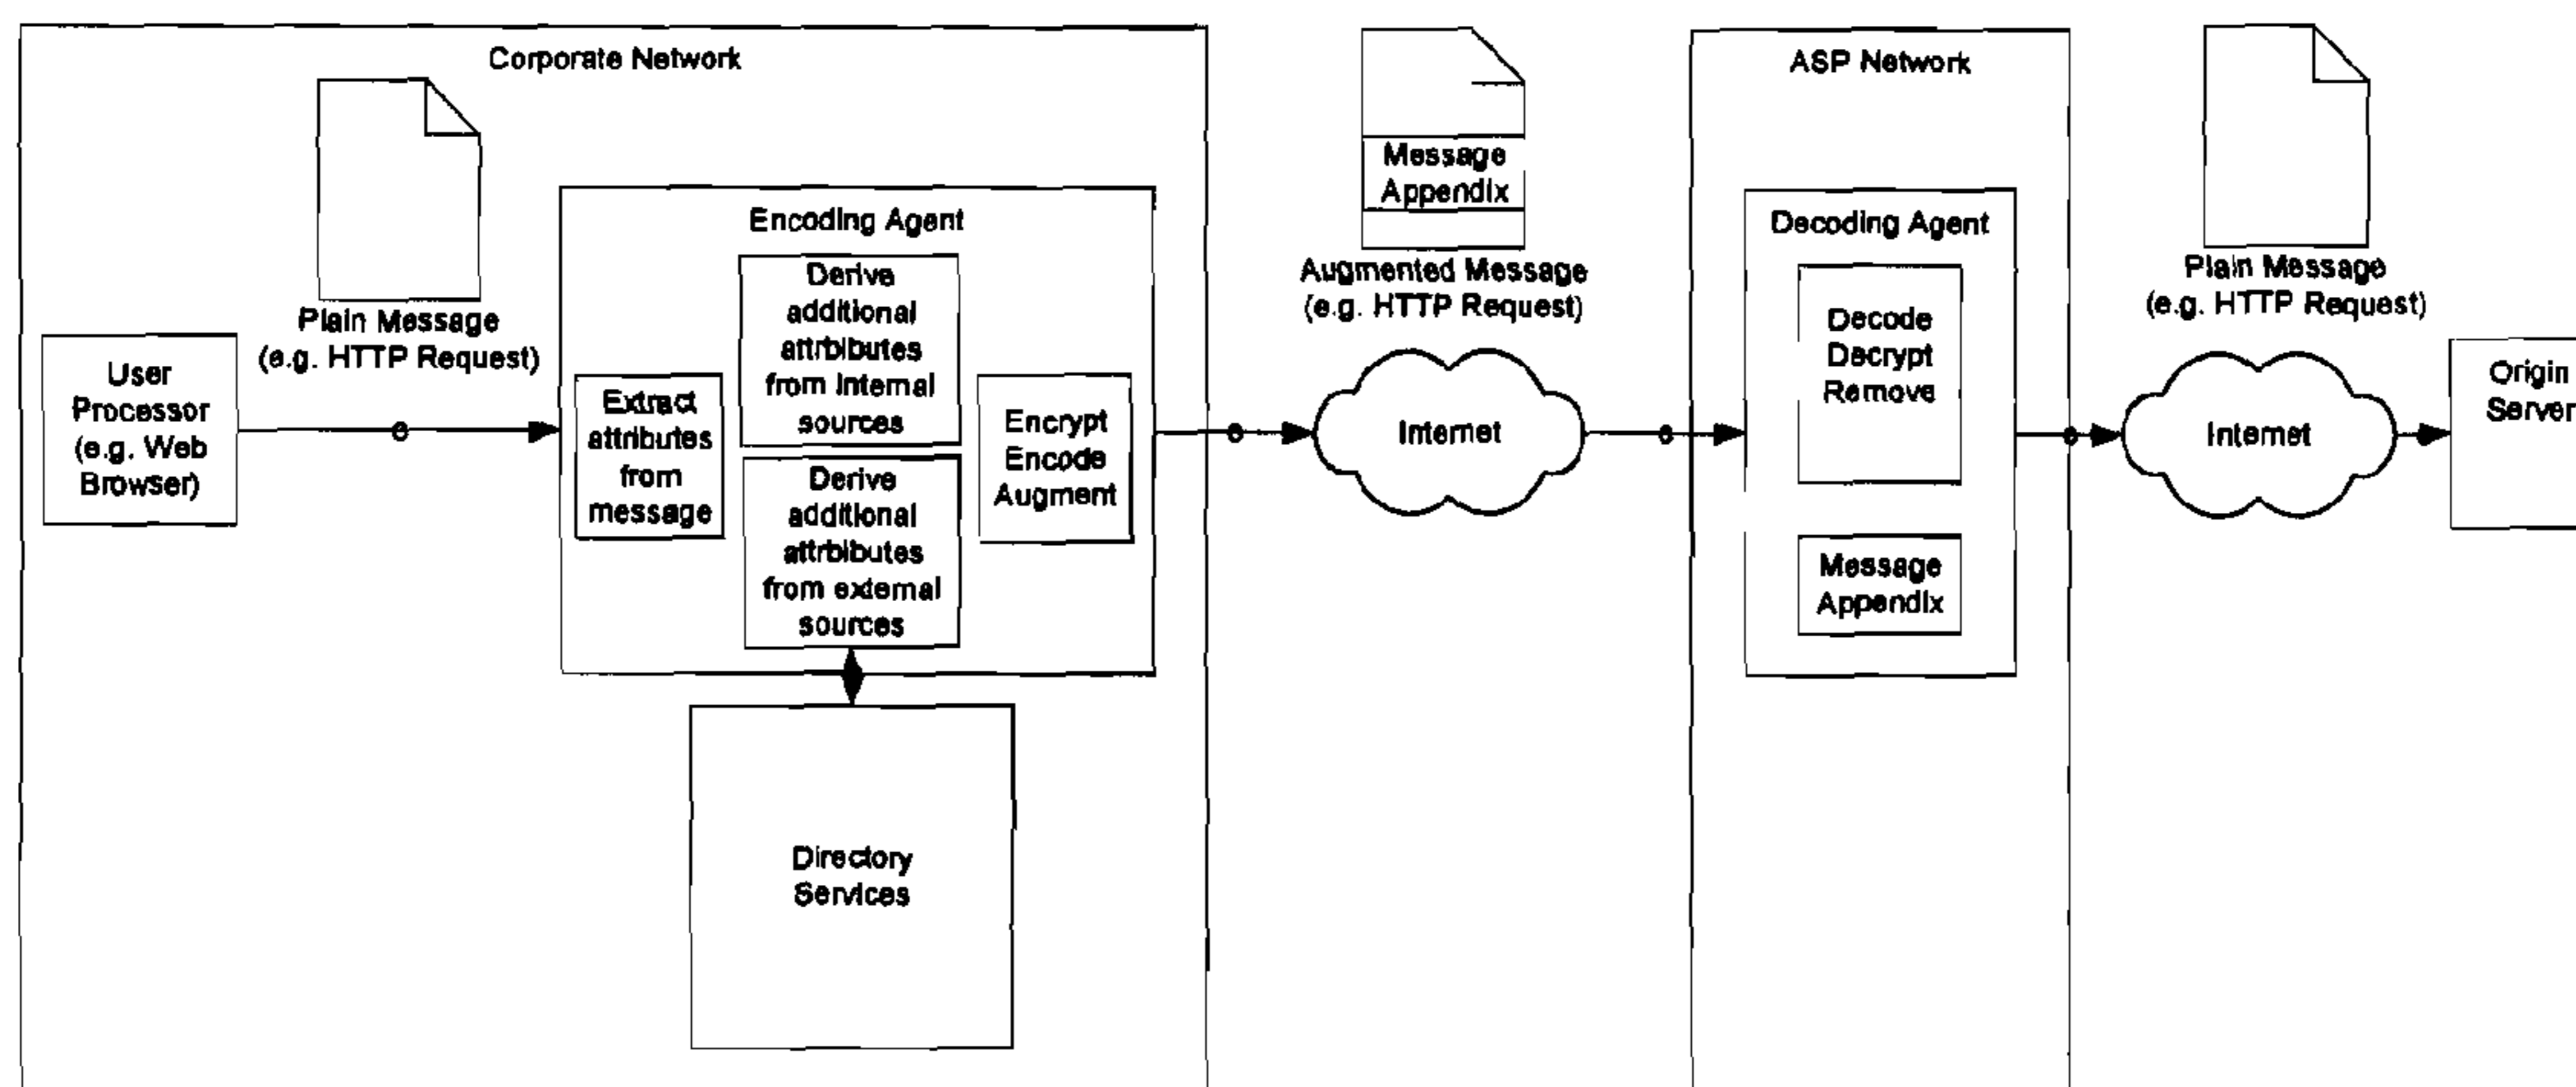 Corporate Network
Plain Message
(e.g. HTTP Request)
User
Processor
(e.g. Web
Browser)
Encoding Agent
Extract
attributes
from
message
Derive
additional
attrbibutes
from Internal
sources
Derive
additional
attrbibutes
from external
sources
Encrypt
Encode
Augment
Directory
Services
Message
Appendix
Augmented Message
(e.g. HTTP Request)
Internet
ASP Network
Decoding Agent
Decode
Decrypt
Remove
Message
Appendix
Plain Message
(e.g. HTTP Request)
Internet
Origin
Server